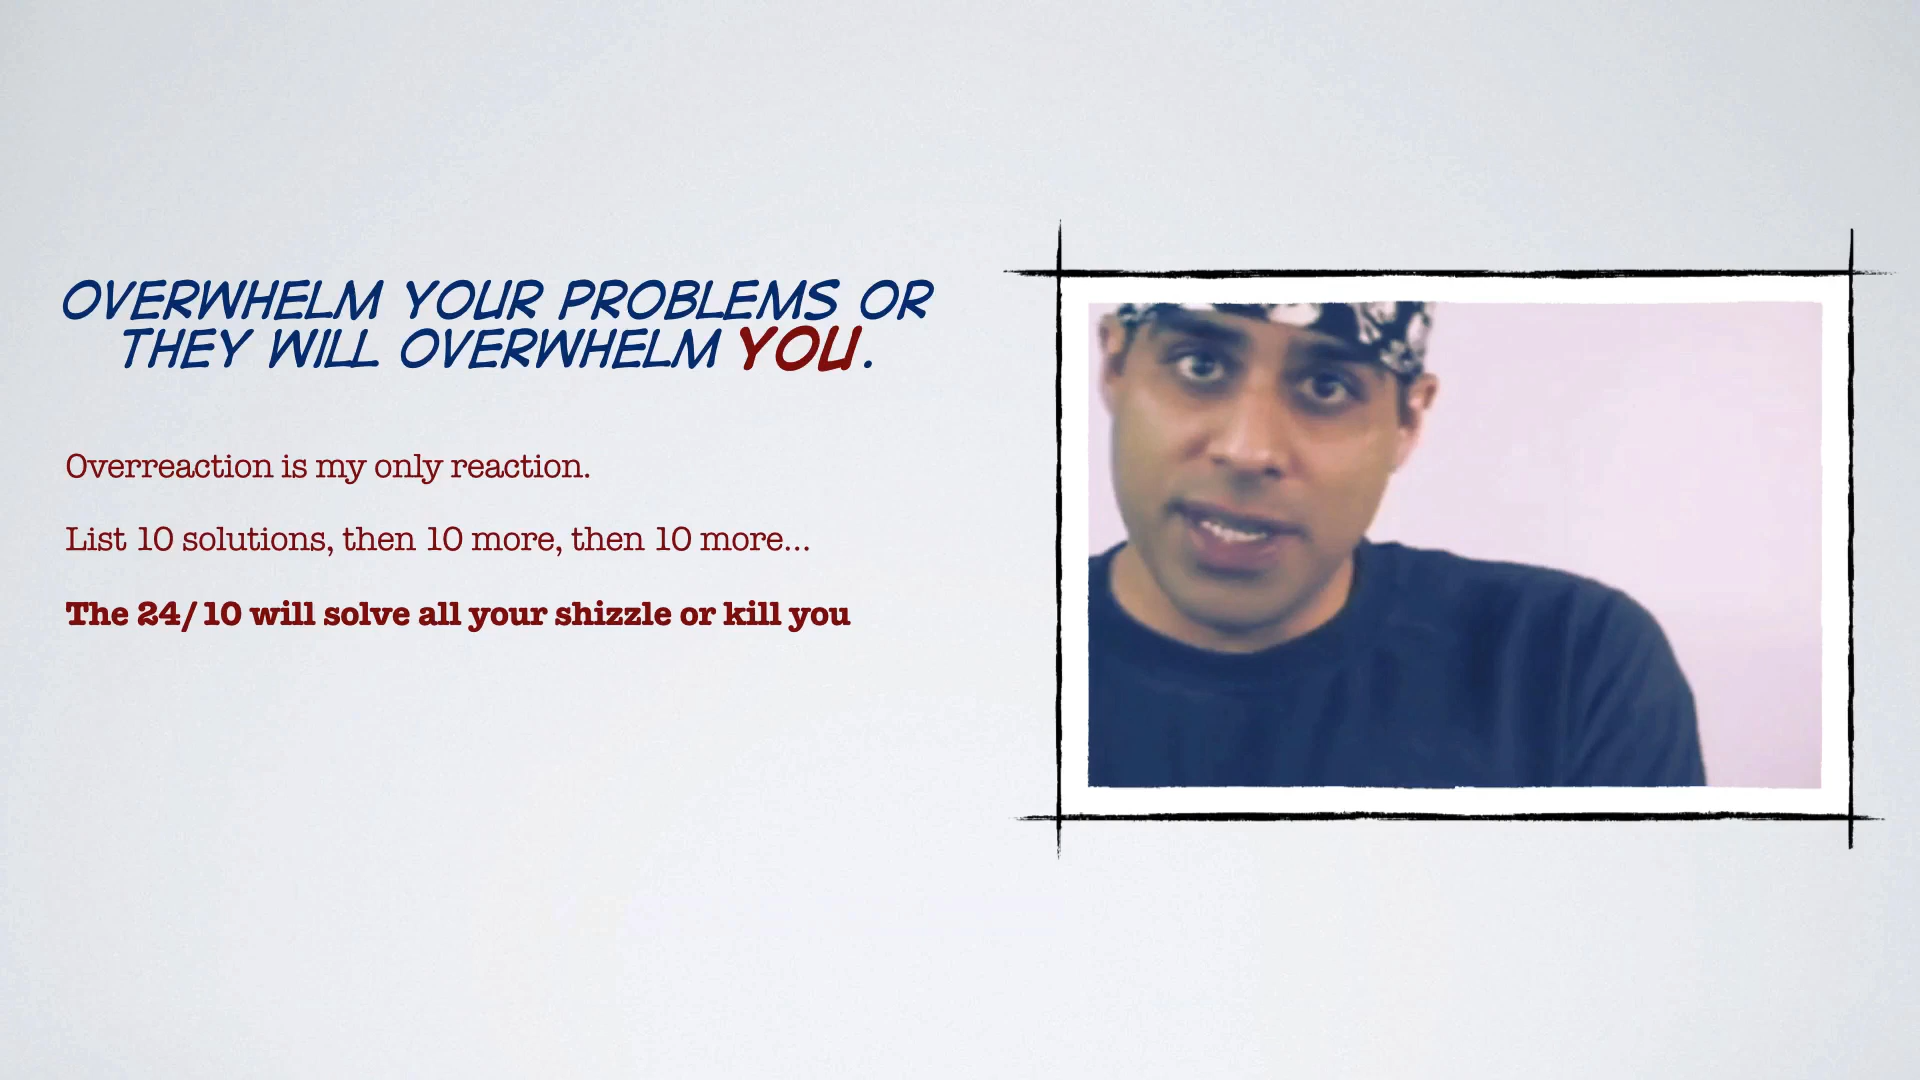 OVERWHELM YOUR PROBLEMS OR
THEY WILL OVERWHELM YOU.
Overreaction is my only reaction.
List 10 solutions, then 10 more, then 10 more...
The 24/10 will solve all your shizzle or kill you